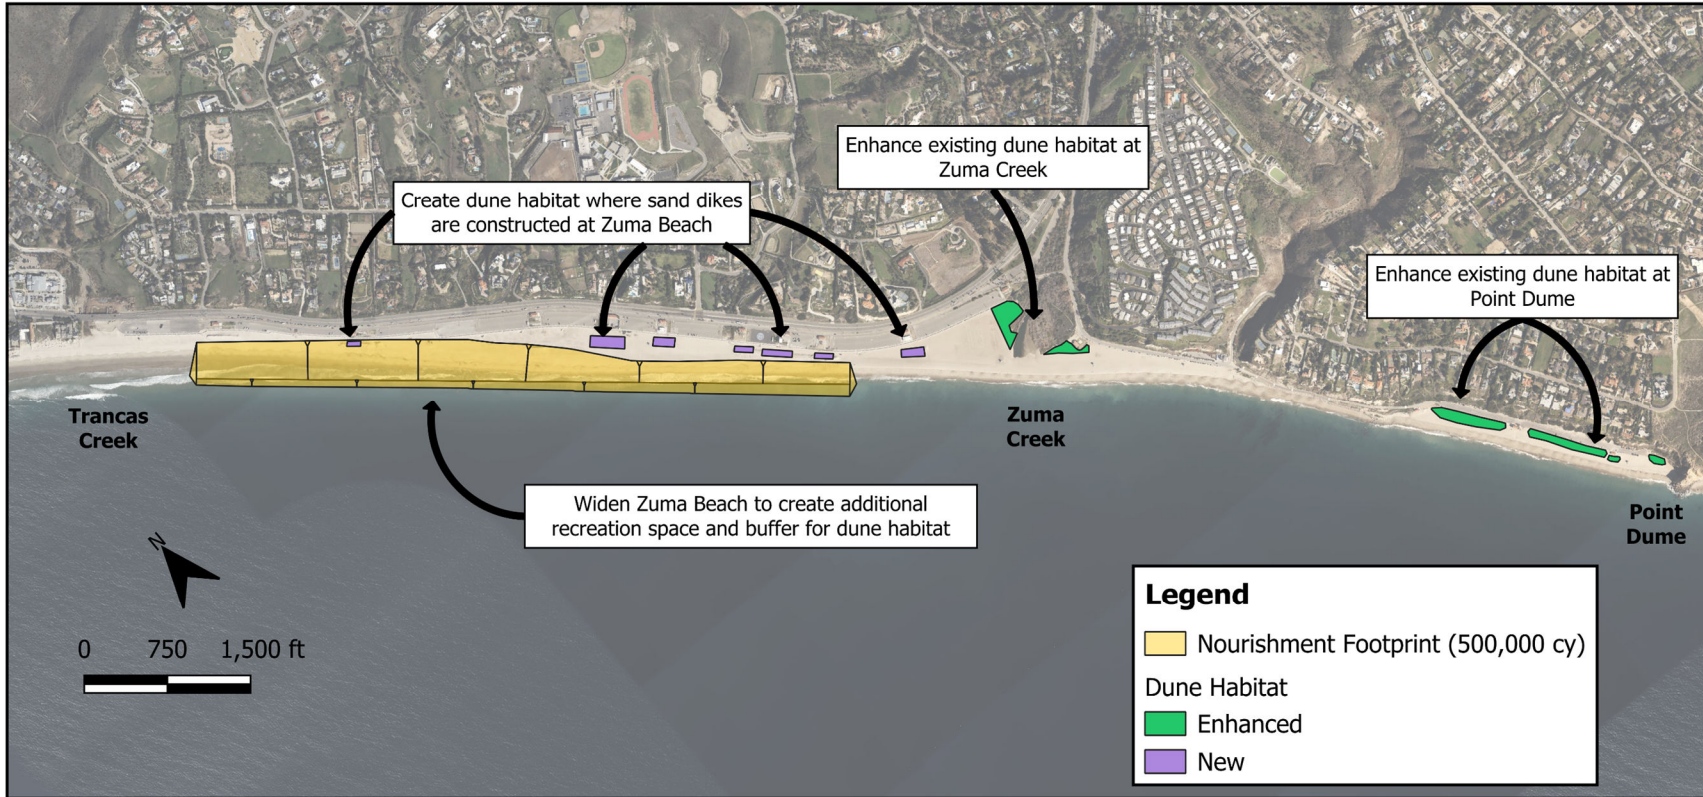 Enhance existing dune habitat at
Zuma Creek
Create dune habitat where sand dikes
are constructed at Zuma Beach
Enhance existing dune habitat at
Point Dume
Trancas
Creek
Zuma
Creek
Widen Zuma Beach to create additional
recreation space and buffer for dune habitat
Point
Dume
N
0 750 1,500 ft
Legend
Nourishment Footprint (500,000 cy)
Dune Habitat
Enhanced
New